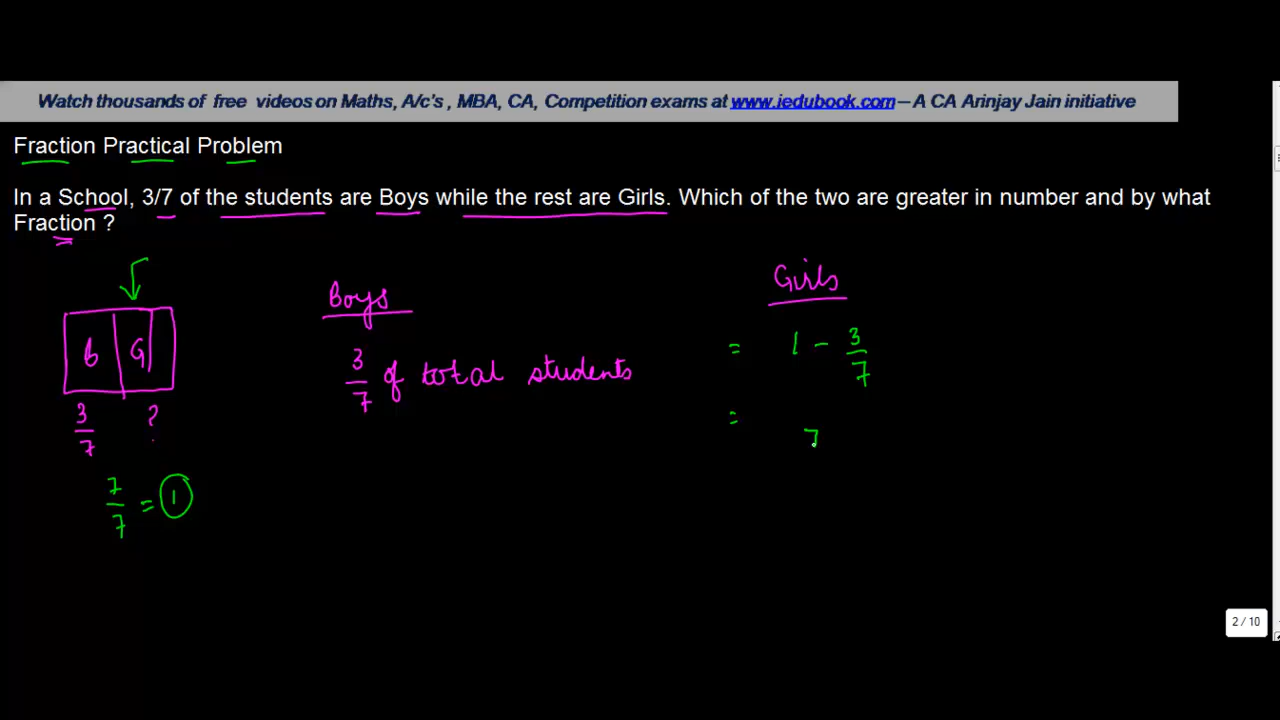 Watch thousands of free videos on Maths, A/c's , MBA, CA, Competition exams at www.iedubook.com – A CA Arinjay Jain initiative
Fraction Practical Problem
In a School, 3/7 of the students are Boys while the rest are Girls. Which of the two are greater in number and by what
Fraction ?
B G
3/7 ?
7/7 = 1
Boys
3/7 of total students
Girls
= 1 - 3/7
= 7
2 / 10